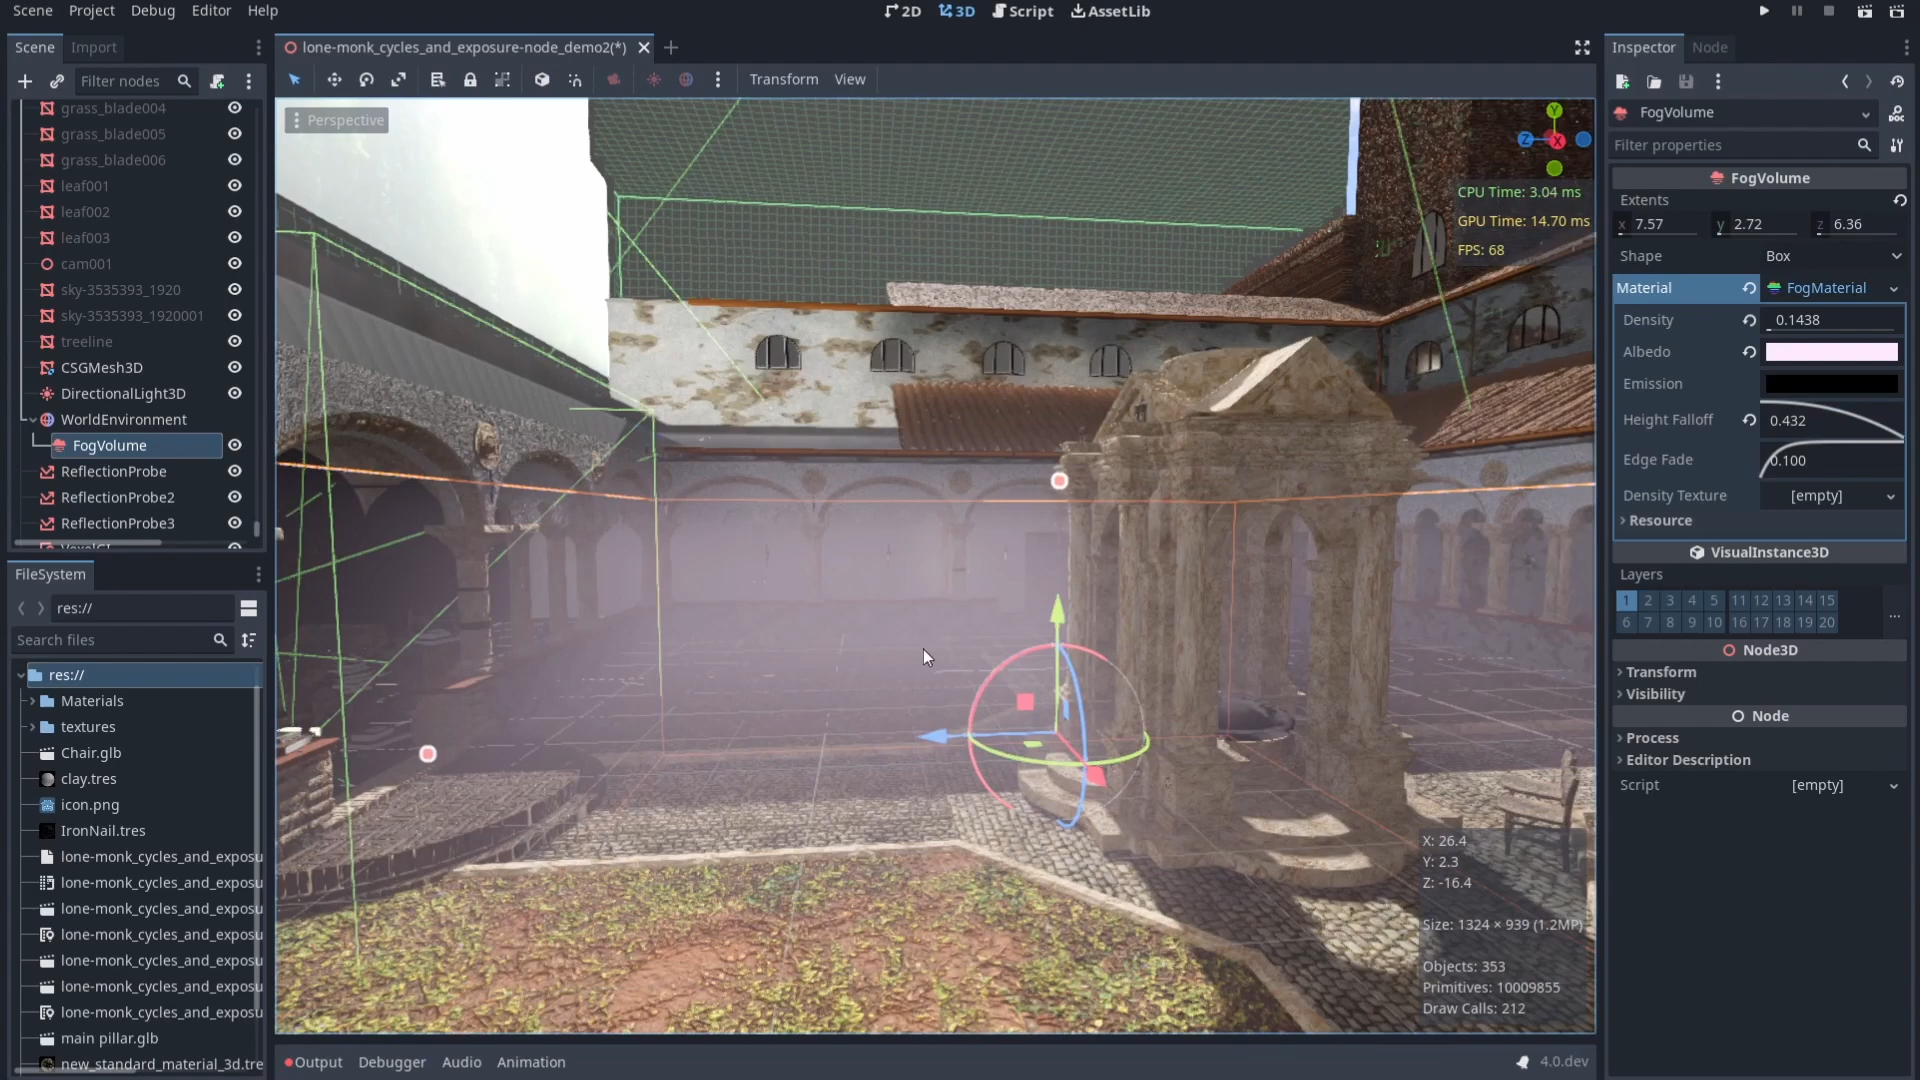 Scene Project Debug Editor Help
2D 3D Script AssetLib
Scene Import
Filter nodes
grass_blade004
grass_blade005
grass_blade006
leaf001
leaf002
leaf003
cam001
sky-3535393_1920
sky-3535393_1920001
treeline
CSGMesh3D
DirectionalLight3D
WorldEnvironment
FogVolume
ReflectionProbe
ReflectionProbe2
ReflectionProbe3
VoxelGI
FileSystem
res://
Search files
res://
Materials
textures
Chair.glb
clay.tres
icon.png
IronNail.tres
lone-monk_cycles_and_exposu
lone-monk_cycles_and_exposu
lone-monk_cycles_and_exposu
lone-monk_cycles_and_exposu
lone-monk_cycles_and_exposu
lone-monk_cycles_and_exposu
lone-monk_cycles_and_exposu
main pillar.glb
new_standard_material_3d.tre
lone-monk_cycles_and_exposure-node_demo2(*)
Transform View
Perspective
Y
Z X
CPU Time: 3.04 ms
GPU Time: 14.70 ms
FPS: 68
X: 26.4
Y: 2.3
Z: -16.4
Size: 1324 × 939 (1.2MP)
Objects: 353
Primitives: 10009855
Draw Calls: 212
Output Debugger Audio Animation
4.0.dev
Inspector Node
FogVolume
DOC
Filter properties
FogVolume
Extents
x 7.57 y 2.72 z 6.36
Shape Box
Material FogMaterial
Density 0.1438
Albedo
Emission
Height Falloff 0.432
Edge Fade 0.100
Density Texture [empty]
Resource
VisualInstance3D
Layers
1 2 3 4 5 11 12 13 14 15
6 7 8 9 10 16 17 18 19 20
...
Node3D
Transform
Visibility
Node
Process
Editor Description
Script [empty]